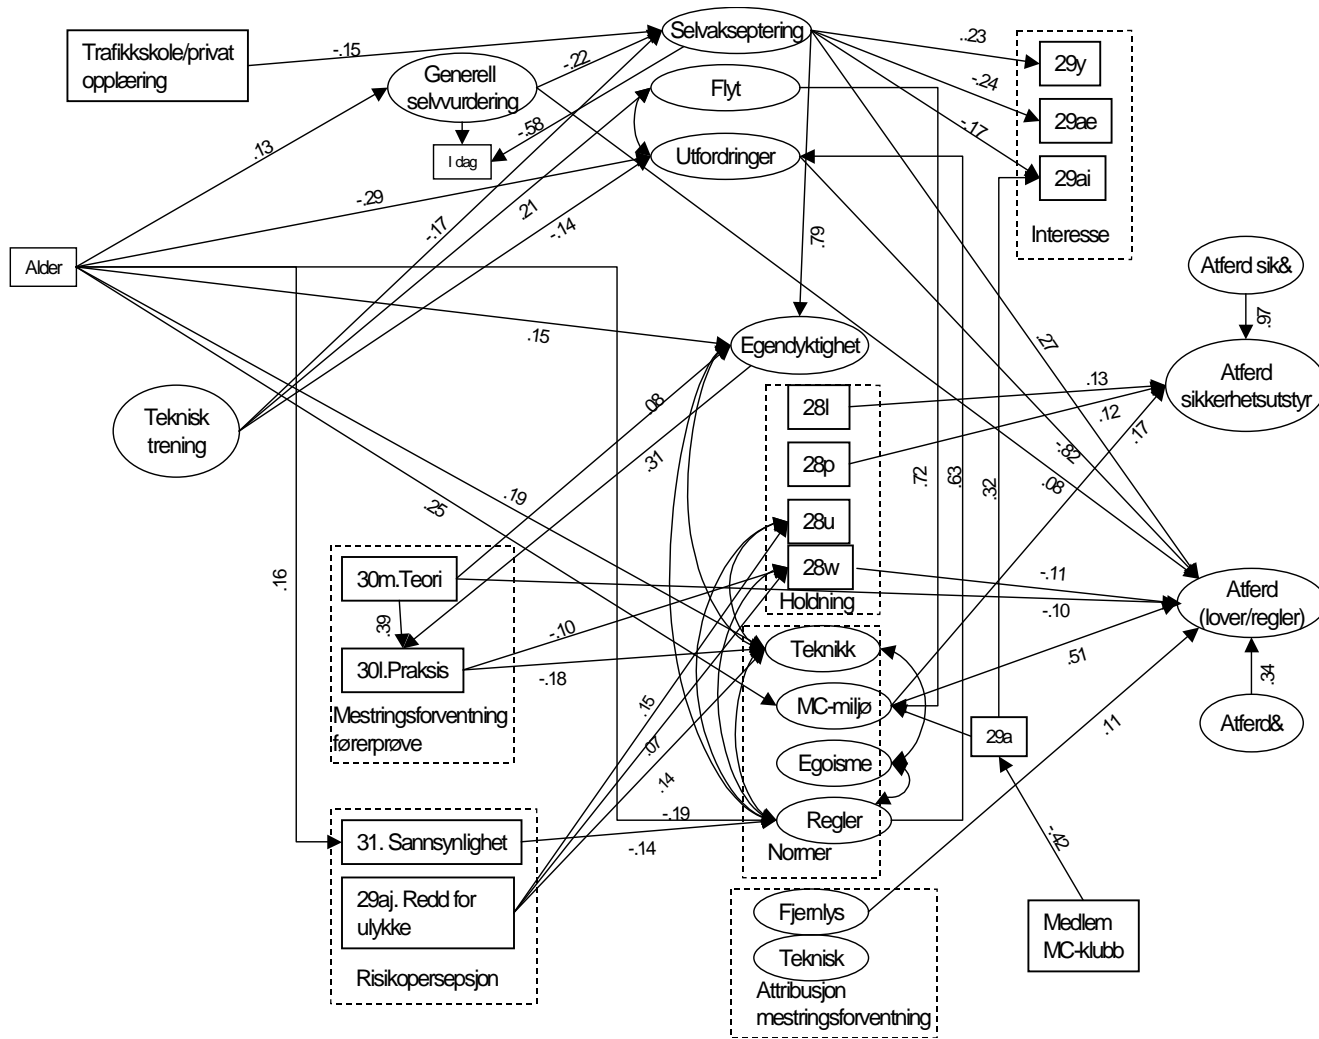 Trafikkskole/privat
opplæring
-.15
Selvakseptering
.23
29y
Generell
selvvurdering
-.22
Flyt
-.24
29ae
-.58
I dag
Utfordringer
-.17
29ai
.13
-.29
-.17
.21
-.14
.79
Interesse
Alder
Atferd sik&
.97
.15
Egendyktighet
.27
Atferd
sikkerhetsutstyr
Teknisk
trening
.08
28l
.13
.12
.17
28p
.31
-.82
.08
.19
.25
.72
.63
.32
28u
.16
30m.Teori
28w
-.11
Holdning
-.10
Atferd
(lover/regler)
.39
-.10
Teknikk
30l.Praksis
-.18
.51
.34
MC-miljø
Mestringsforventning
førerprøve
.15
29a
.11
Atferd&
.07
Egoisme
.14
-.19
Regler
31. Sannsynlighet
-.14
Normer
-.42
29aj. Redd for
ulykke
Fjernlys
Medlem
MC-klubb
Teknisk
Risikopersepsjon
Attribusjon
mestringsforventning